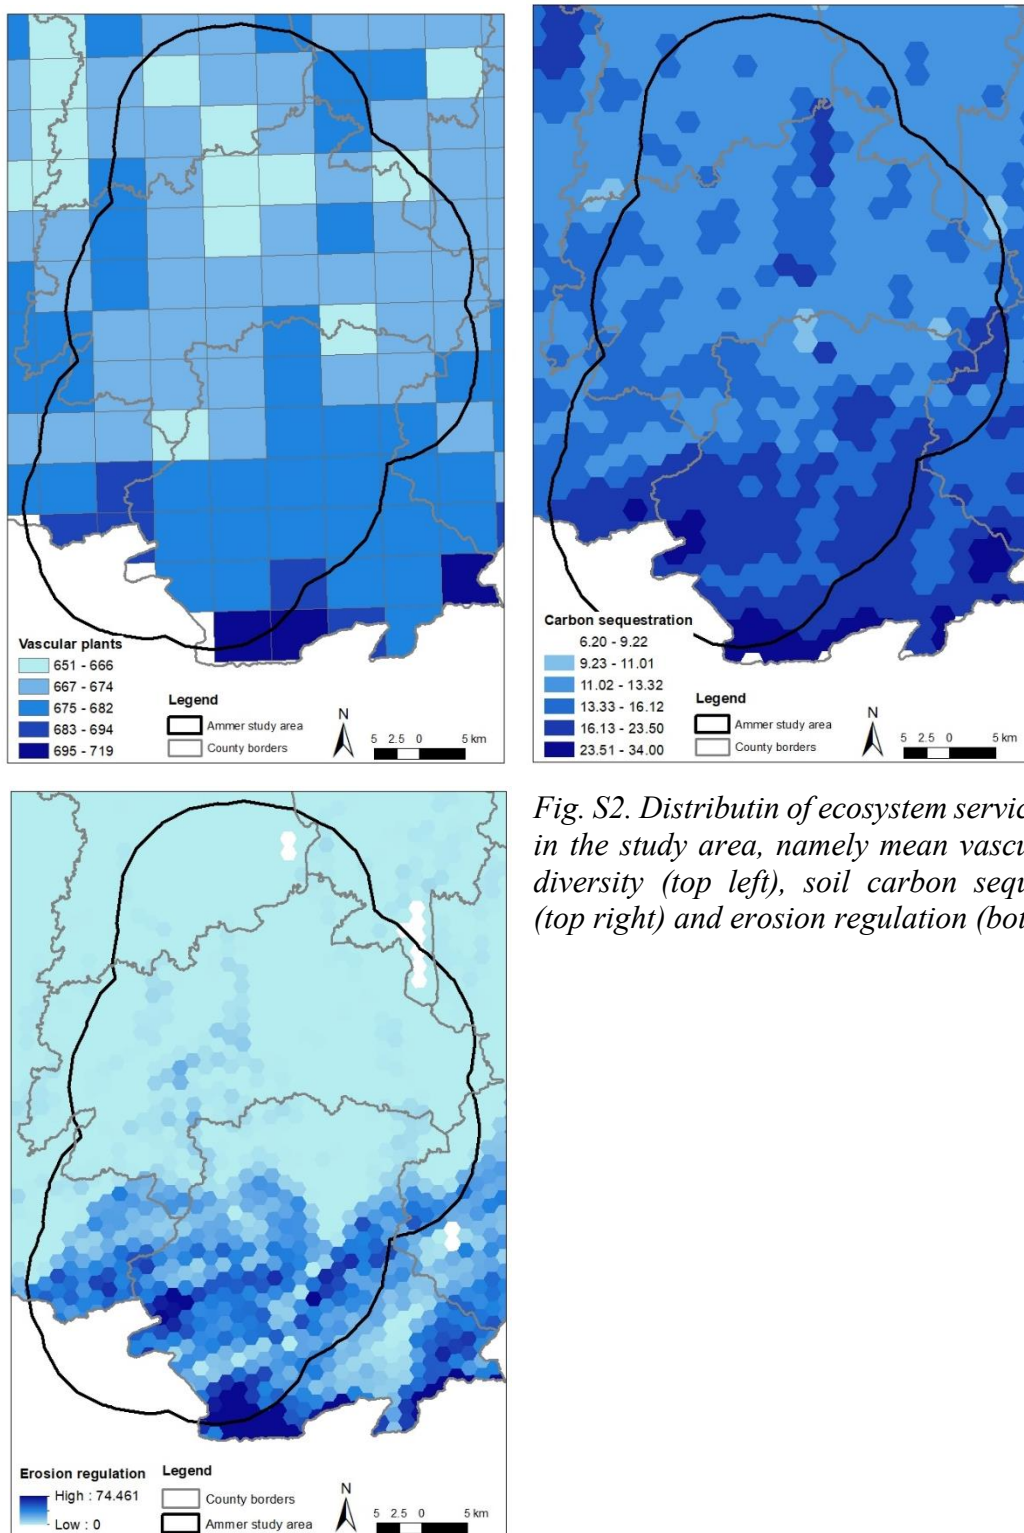 Vascular plants
651 - 666
667 - 674
675 - 682
683 - 694
695 - 719
Legend
Ammer study area
County borders
N
5 2.5 0 5 km
Carbon sequestration
6.20 - 9.22
9.23 - 11.01
11.02 - 13.32
13.33 - 16.12
16.13 - 23.50
23.51 - 34.00
Legend
Ammer study area
County borders
N
5 2.5 0 5 km
Fig. S2. Distributin of ecosystem servic
in the study area, namely mean vascu
diversity (top left), soil carbon sequ
(top right) and erosion regulation (bo
Erosion regulation
High : 74.461
Low : 0
Legend
County borders
Ammer study area
N
5 2.5 0 5 km